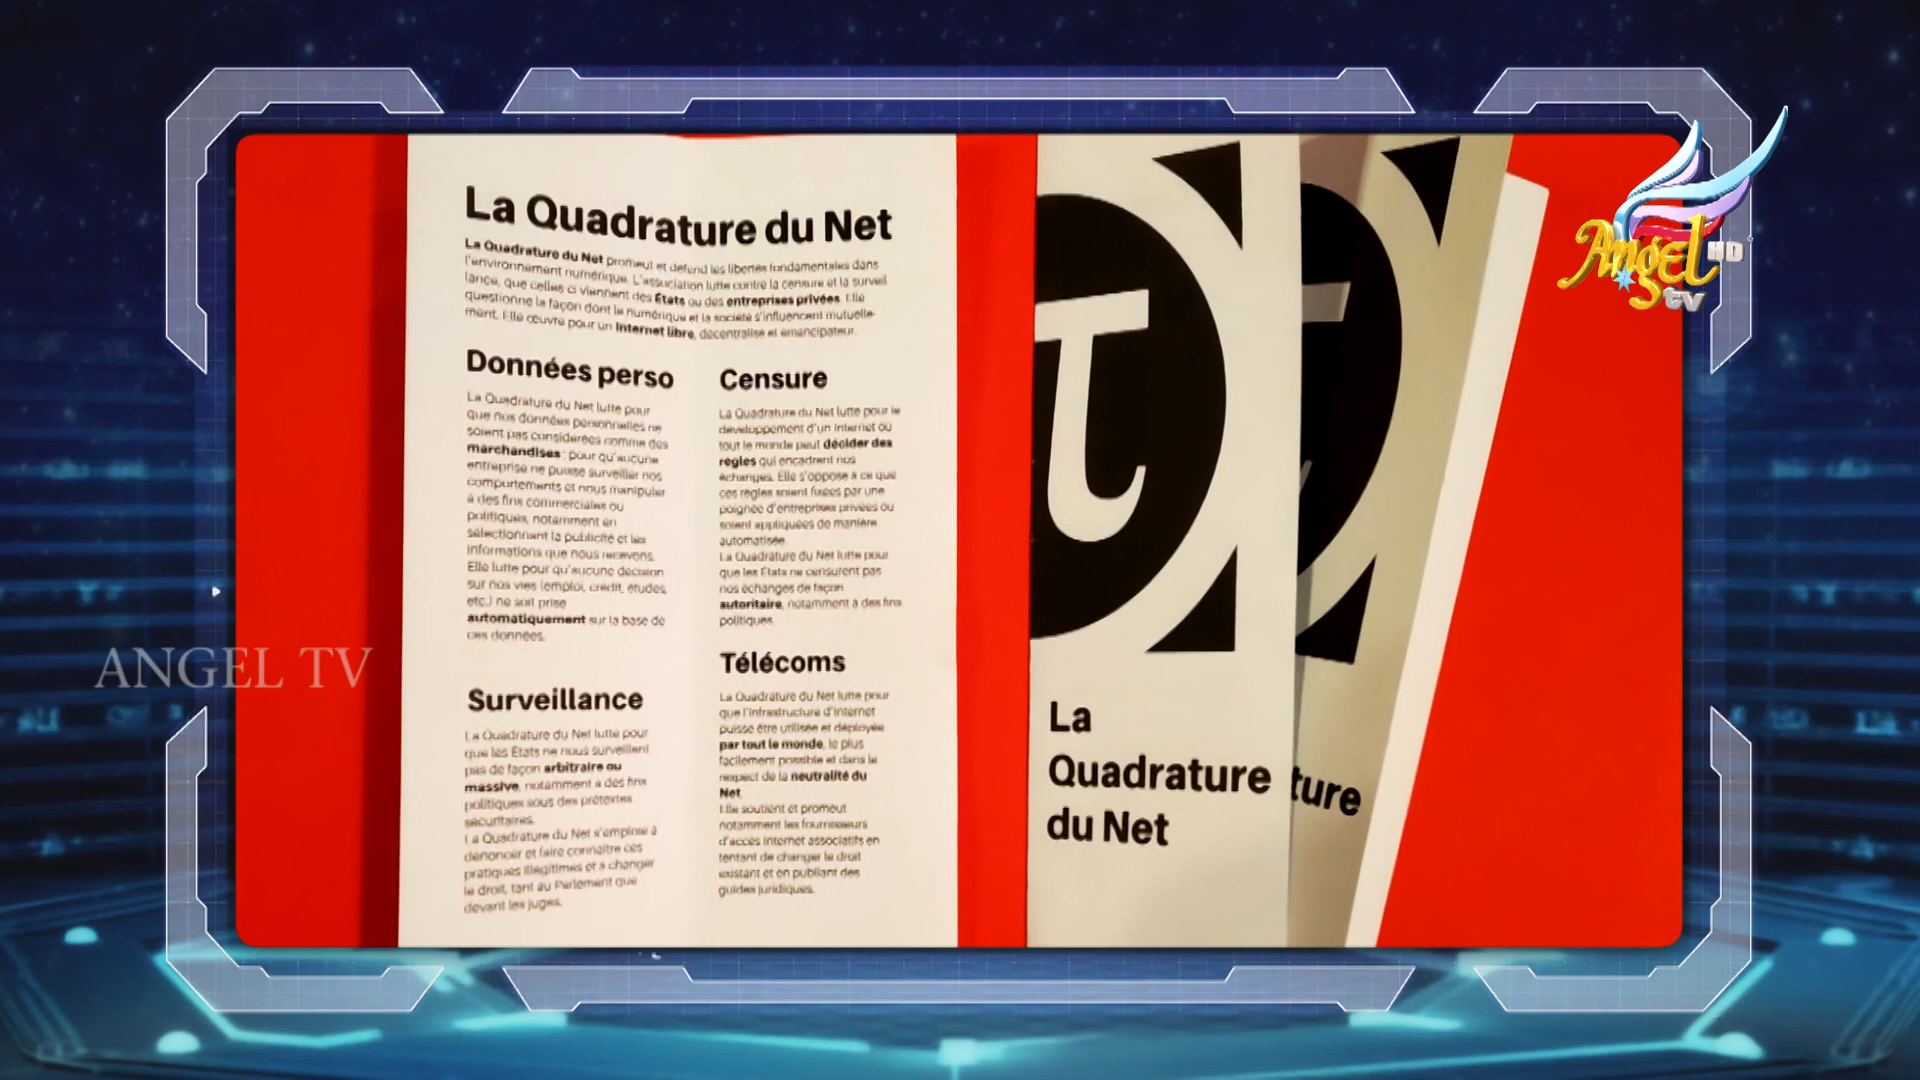 La Quadrature du Net
La Quadrature du Net promeut et défend les libertés fondamentales dans
l'environnement numérique. L'association lutte contre la censure et la surveil
lance, que celles ci viennent des États ou des entreprises privées. Elle
questionne la façon dont le numérique et la société s'influencent mutuelle-
ment. Elle œuvre pour un Internet libre, décentralisé et émancipateur.
Données perso
La Quadrature du Net lutte pour
que nos données personnelles ne
soient pas considérées comme des
marchandises : pour qu'aucune
entreprise ne puisse surveiller nos
comportements et nous manipuler
à des fins commerciales ou
politiques, notamment en
sélectionnant la publicité et les
informations que nous recevons.
Elle lutte pour qu'aucune décision
sur nos vies (emploi, crédit, études,
etc.) ne soit prise
automatiquement sur la base de
ces données.
Surveillance
La Quadrature du Net lutte pour
que les États ne nous surveillent
pas de façon arbitraire ou
massive, notamment à des fins
politiques sous des prétextes
sécuritaires.
La Quadrature du Net s'emploie à
dénoncer et faire connaître ces
pratiques illégitimes et à changer
le droit, tant au Parlement que
devant les juges.
Censure
La Quadrature du Net lutte pour le
développement d'un Internet où
tout le monde peut décider des
règles qui encadrent nos
échanges. Elle s'oppose à ce que
ces règles soient fixées par une
poignée d'entreprises privées ou
soient appliquées de manière
automatisée.
La Quadrature du Net lutte pour
que les États ne censurent pas
nos échanges de façon
autoritaire, notamment à des fins
politiques.
Télécoms
La Quadrature du Net lutte pour
que l'infrastructure d'Internet
puisse être utilisée et déployée
par tout le monde, le plus
facilement possible et dans le
respect de la neutralité du
Net.
Elle soutient et promeut
notamment les fournisseurs
d'accès Internet associatifs en
tentant de changer le droit
existant et en publiant des
guides juridiques.
La
Quadrature
du Net
ture
Angel HD
tv
ANGEL TV